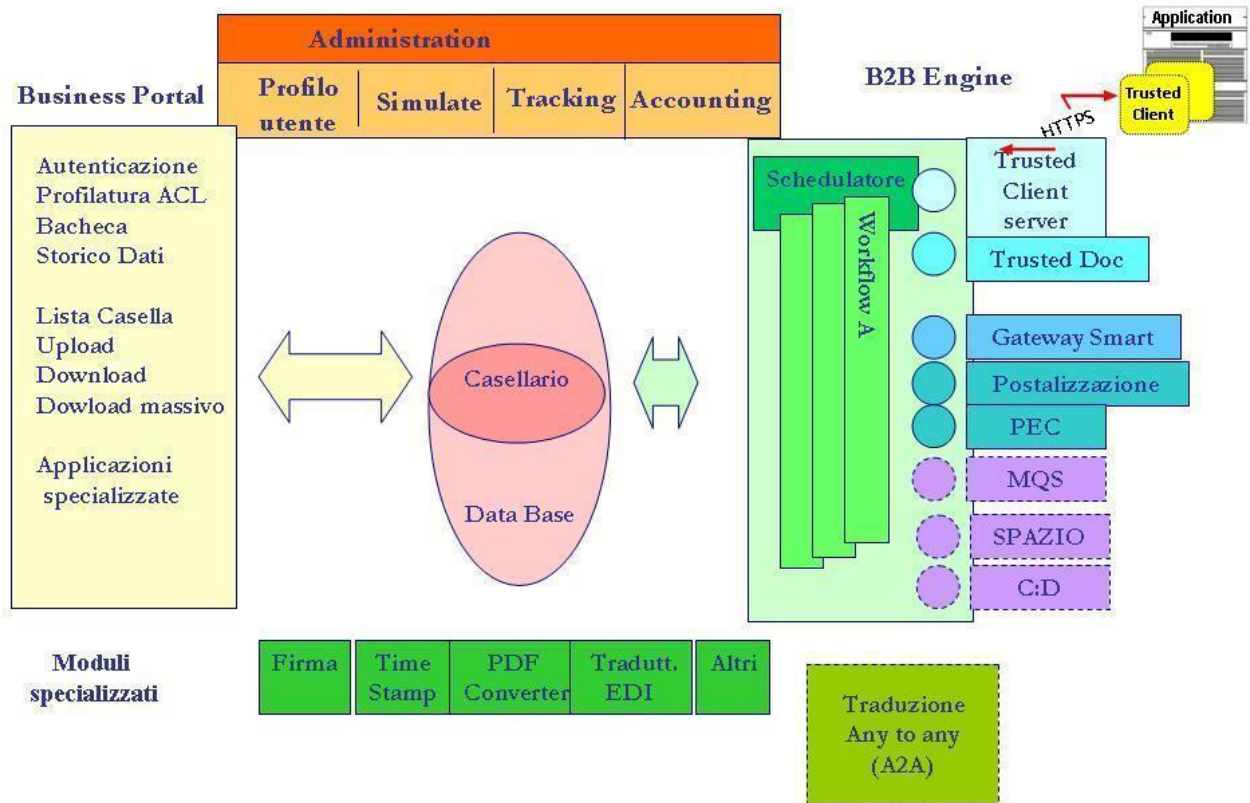 Application
Administration
B2B Engine
Business Portal
Profilo
utente
Simulate
Tracking
Accounting
Trusted
Client
HTTPS
Autenticazione
Profilatura ACL
Bacheca
Storico Dati
Lista Casella
Upload
Download
Dowload massivo
Applicazioni
specializzate
Casellario
Data Base
Schedulatore
Workflow A
Trusted
Client
server
Trusted Doc
Gateway Smart
Postalizzazione
PEC
MQS
SPAZIO
C:D
Moduli
specializzati
Firma
Time
Stamp
PDF
Converter
Tradutt.
EDI
Altri
Traduzione
Any to any
(A2A)